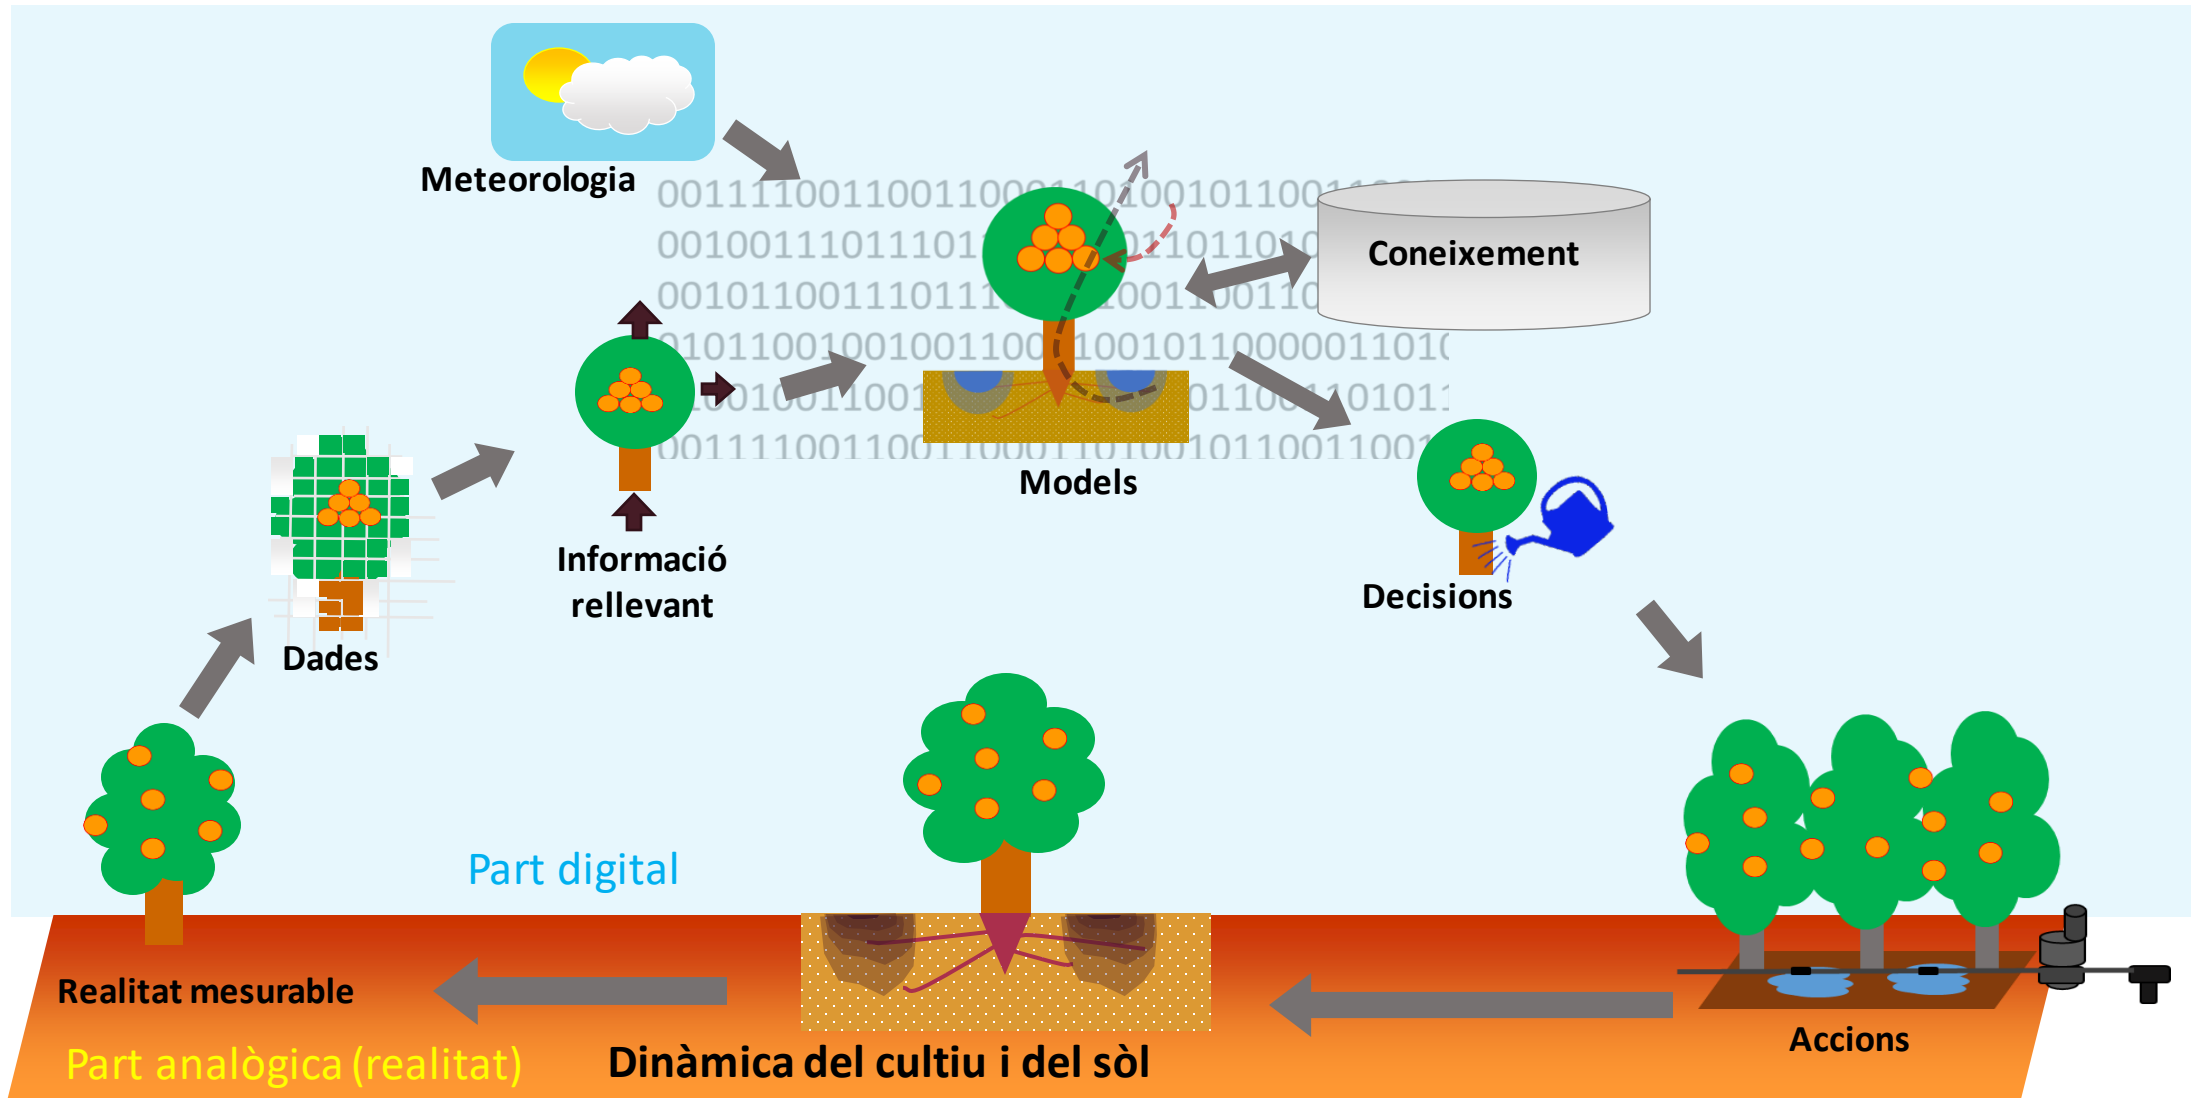 Meteorologia
Coneixement
Models
Informació
rellevant
Decisions
Dades
Part digital
Realitat mesurable
Accions
Part analògica (realitat)
Dinàmica del cultiu i del sòl